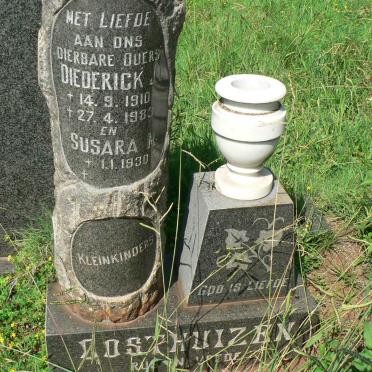 MET LIEFDE
AAN ONS
DIERBARE OUERS
DIEDERICK J.
† 14.9.1910
† 27.4.1983
EN
SUSARA
† 1.1.1930
†
KLEINKINDERS
GOD IS LIEFDE
OOSTHUIZEN
VREDE